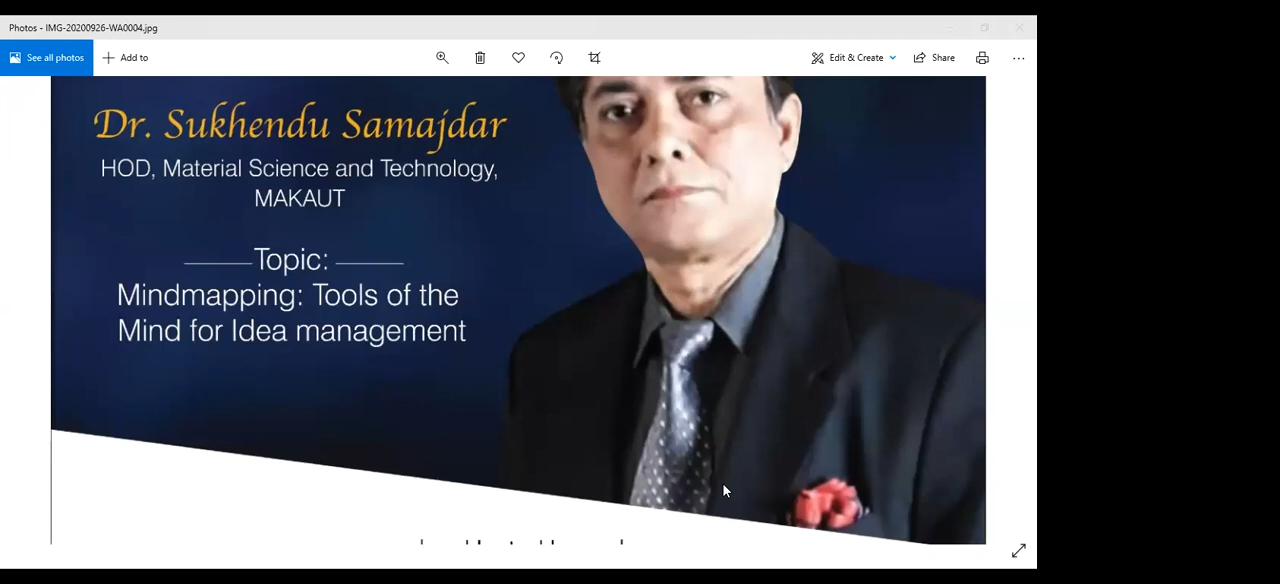 Photos - IMG-20200926-WA0004.jpg
See all photos
Add to
Edit & Create
Share
Dr. Sukhendu Samajdar
HOD, Material Science and Technology,
MAKAUT
Topic:
Mindmapping: Tools of the
Mind for Idea management